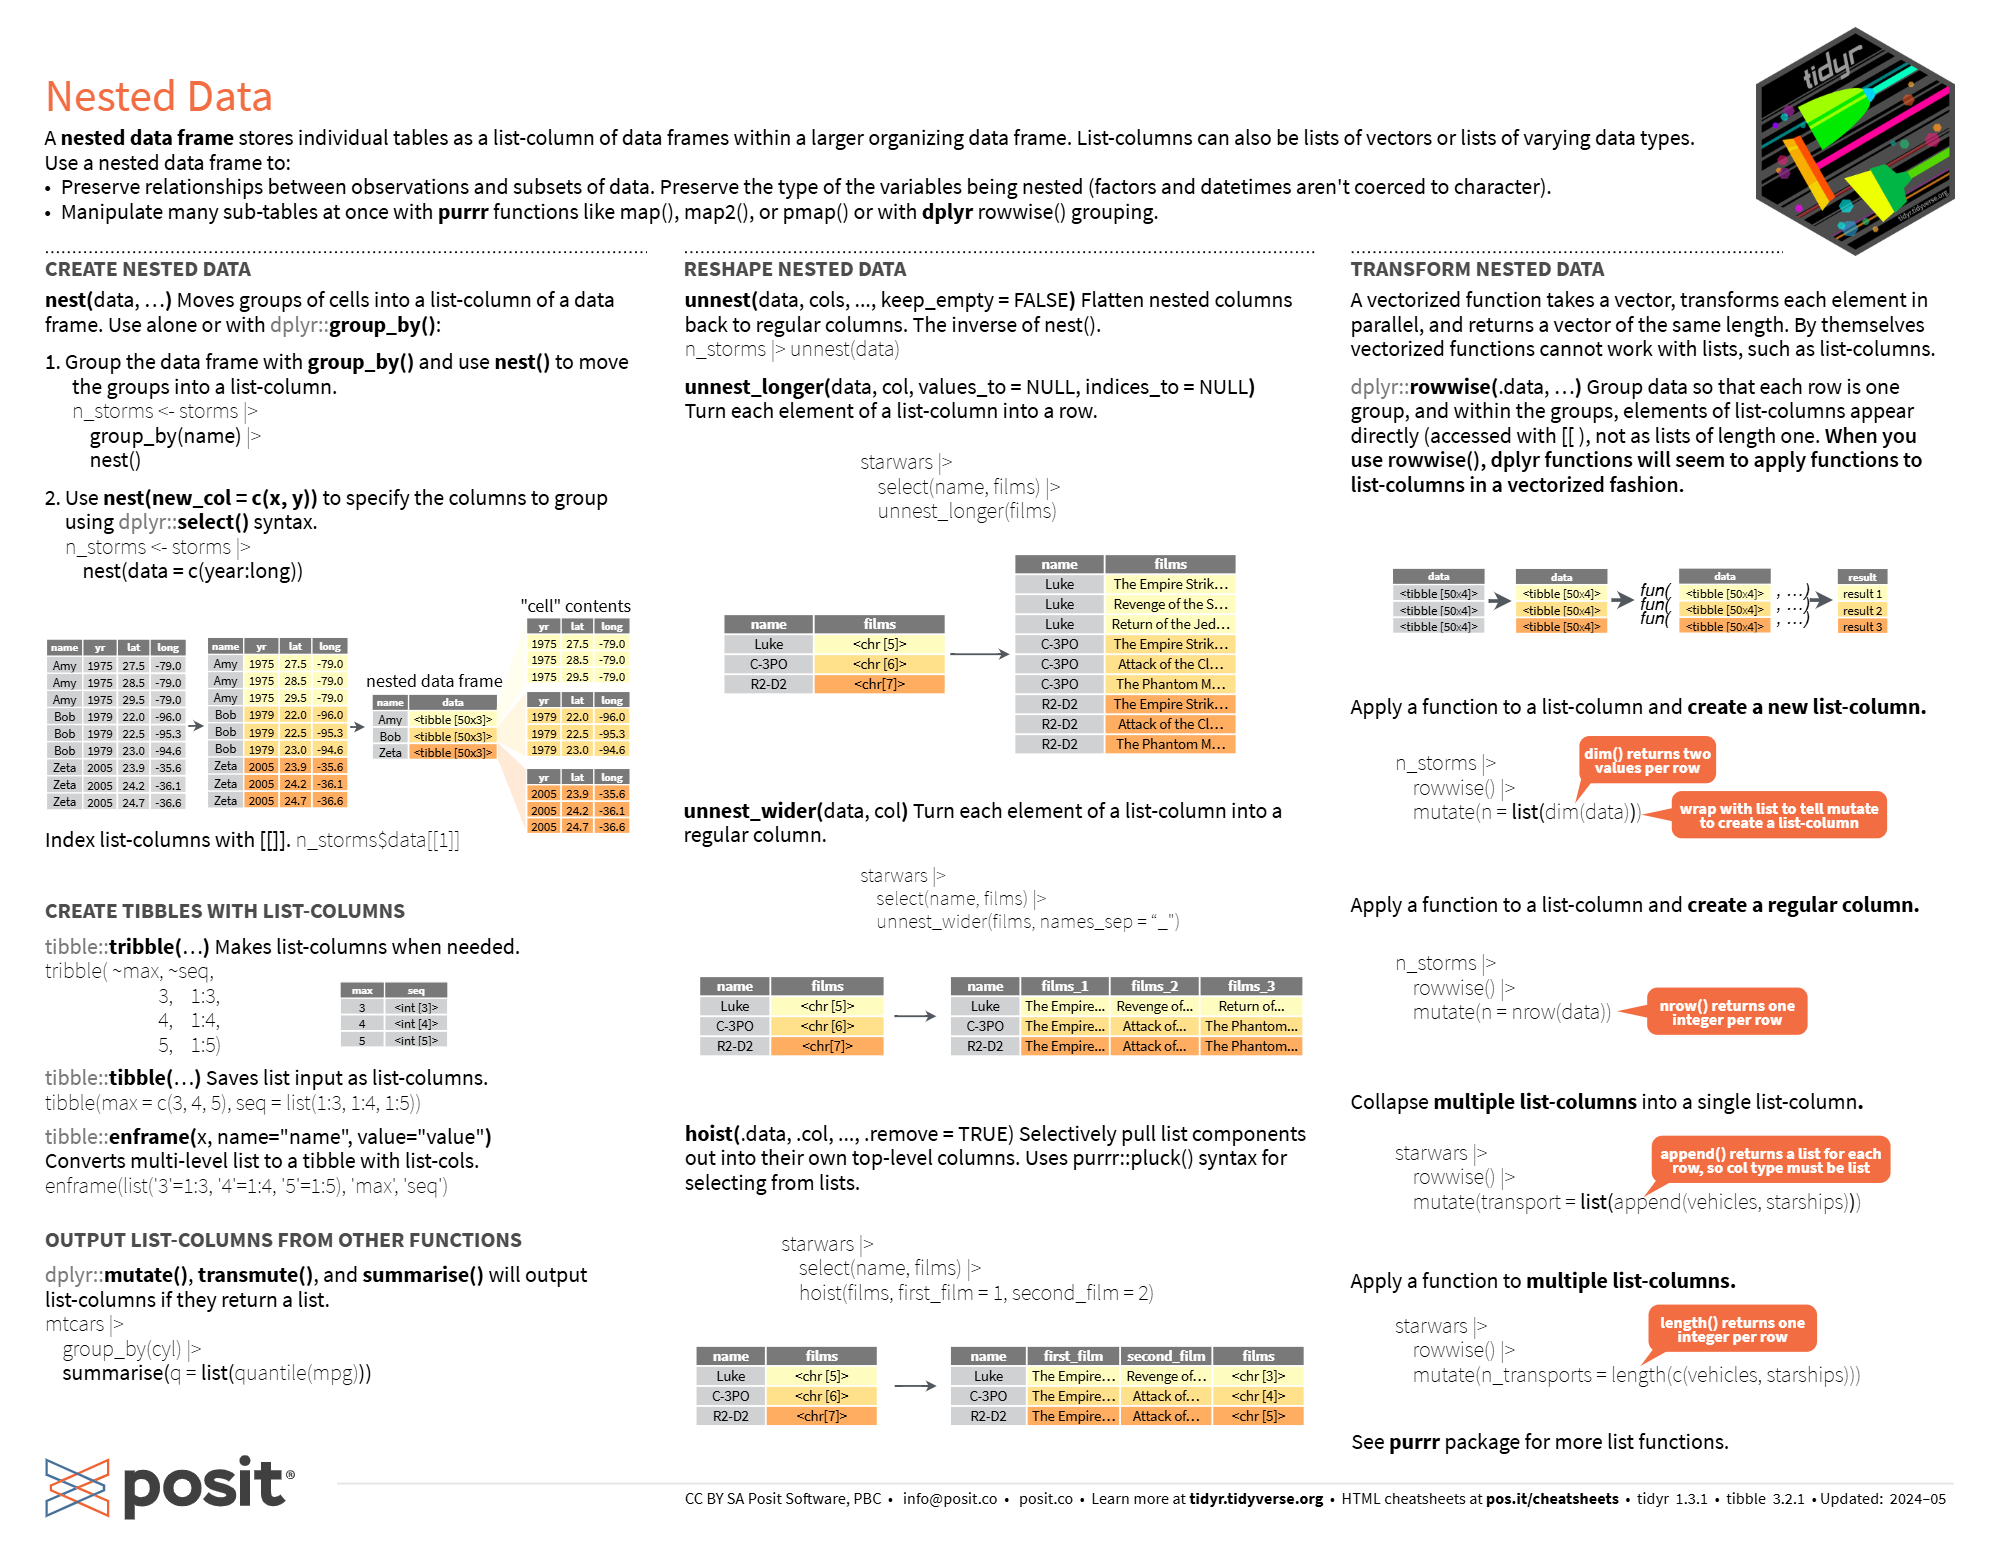 Nested Data
A nested data frame stores individual tables as a list-column of data frames within a larger organizing data frame. List-columns can also be lists of vectors or lists of varying data types.
Use a nested data frame to:
• Preserve relationships between observations and subsets of data. Preserve the type of the variables being nested (factors and datetimes aren't coerced to character).
• Manipulate many sub-tables at once with purrr functions like map(), map2(), or pmap() or with dplyr rowwise() grouping.
tidyr
tidyr.tidyverse.org
CREATE NESTED DATA
nest(data, …) Moves groups of cells into a list-column of a data
frame. Use alone or with dplyr::group_by():
1. Group the data frame with group_by() and use nest() to move
the groups into a list-column.
n_storms <- storms |>
group_by(name) |>
nest()
2. Use nest(new_col = c(x, y)) to specify the columns to group
using dplyr::select() syntax.
n_storms <- storms |>
nest(data = c(year:long))
name yr lat long
Amy 1975 27.5 -79.0
Amy 1975 28.5 -79.0
Amy 1975 29.5 -79.0
Bob 1979 22.0 -96.0
Bob 1979 22.5 -95.3
Bob 1979 23.0 -94.6
Zeta 2005 23.9 -35.6
Zeta 2005 24.2 -36.1
Zeta 2005 24.7 -36.6
name yr lat long
Amy 1975 27.5 -79.0
Amy 1975 28.5 -79.0
Amy 1975 29.5 -79.0
Bob 1979 22.0 -96.0
Bob 1979 22.5 -95.3
Bob 1979 23.0 -94.6
Zeta 2005 23.9 -35.6
Zeta 2005 24.2 -36.1
Zeta 2005 24.7 -36.6
nested data frame
name data
Amy <tibble [50x3]>
Bob <tibble [50x3]>
Zeta <tibble [50x3]>
"cell" contents
yr lat long
1975 27.5 -79.0
1975 28.5 -79.0
1975 29.5 -79.0
yr lat long
1979 22.0 -96.0
1979 22.5 -95.3
1979 23.0 -94.6
yr lat long
2005 23.9 -35.6
2005 24.2 -36.1
2005 24.7 -36.6
Index list-columns with [[]]. n_storms$data[[1]]
CREATE TIBBLES WITH LIST-COLUMNS
tibble::tribble(…) Makes list-columns when needed.
tribble( ~max, ~seq,
3, 1:3,
4, 1:4,
5, 1:5)
max seq
3 <int [3]>
4 <int [4]>
5 <int [5]>
tibble::tibble(…) Saves list input as list-columns.
tibble(max = c(3, 4, 5), seq = list(1:3, 1:4, 1:5))
tibble::enframe(x, name="name", value="value")
Converts multi-level list to a tibble with list-cols.
enframe(list('3'=1:3, '4'=1:4, '5'=1:5), 'max', 'seq')
OUTPUT LIST-COLUMNS FROM OTHER FUNCTIONS
dplyr::mutate(), transmute(), and summarise() will output
list-columns if they return a list.
mtcars |>
group_by(cyl) |>
summarise(q = list(quantile(mpg)))
RESHAPE NESTED DATA
unnest(data, cols, ..., keep_empty = FALSE) Flatten nested columns
back to regular columns. The inverse of nest().
n_storms |> unnest(data)
unnest_longer(data, col, values_to = NULL, indices_to = NULL)
Turn each element of a list-column into a row.
starwars |>
select(name, films) |>
unnest_longer(films)
name films
Luke <chr [5]>
C-3PO <chr [6]>
R2-D2 <chr[7]>
name films
Luke The Empire Strik…
Luke Revenge of the S…
Luke Return of the Jed…
C-3PO The Empire Strik…
C-3PO Attack of the Cl…
C-3PO The Phantom M…
R2-D2 The Empire Strik…
R2-D2 Attack of the Cl…
R2-D2 The Phantom M…
unnest_wider(data, col) Turn each element of a list-column into a
regular column.
starwars |>
select(name, films) |>
unnest_wider(films, names_sep = “_")
name films
Luke <chr [5]>
C-3PO <chr [6]>
R2-D2 <chr[7]>
name films_1 films_2 films_3
Luke The Empire... Revenge of... Return of...
C-3PO The Empire... Attack of... The Phantom...
R2-D2 The Empire... Attack of... The Phantom...
hoist(.data, .col, ..., .remove = TRUE) Selectively pull list components
out into their own top-level columns. Uses purrr::pluck() syntax for
selecting from lists.
starwars |>
select(name, films) |>
hoist(films, first_film = 1, second_film = 2)
name films
Luke <chr [5]>
C-3PO <chr [6]>
R2-D2 <chr[7]>
name first_film second_film films
Luke The Empire… Revenge of… <chr [3]>
C-3PO The Empire… Attack of… <chr [4]>
R2-D2 The Empire… Attack of… <chr [5]>
TRANSFORM NESTED DATA
A vectorized function takes a vector, transforms each element in
parallel, and returns a vector of the same length. By themselves
vectorized functions cannot work with lists, such as list-columns.
dplyr::rowwise(.data, …) Group data so that each row is one
group, and within the groups, elements of list-columns appear
directly (accessed with [[ ), not as lists of length one. When you
use rowwise(), dplyr functions will seem to apply functions to
list-columns in a vectorized fashion.
data
<tibble [50x4]>
<tibble [50x4]>
<tibble [50x4]>
data
<tibble [50x4]>
<tibble [50x4]>
<tibble [50x4]>
data
fun( <tibble [50x4]> , …)
fun( <tibble [50x4]> , …)
fun( <tibble [50x4]> , …)
result
result 1
result 2
result 3
Apply a function to a list-column and create a new list-column.
n_storms |>
rowwise() |>
mutate(n = list(dim(data)))
dim() returns two
values per row
wrap with list to tell mutate
to create a list-column
Apply a function to a list-column and create a regular column.
n_storms |>
rowwise() |>
mutate(n = nrow(data))
nrow() returns one
integer per row
Collapse multiple list-columns into a single list-column.
starwars |>
rowwise() |>
mutate(transport = list(append(vehicles, starships)))
append() returns a list for each
row, so col type must be list
Apply a function to multiple list-columns.
starwars |>
rowwise() |>
mutate(n_transports = length(c(vehicles, starships)))
length() returns one
integer per row
See purrr package for more list functions.
posit®
CC BY SA Posit Software, PBC • info@posit.co • posit.co • Learn more at tidyr.tidyverse.org • HTML cheatsheets at pos.it/cheatsheets • tidyr 1.3.1 • tibble 3.2.1 • Updated: 2024–05